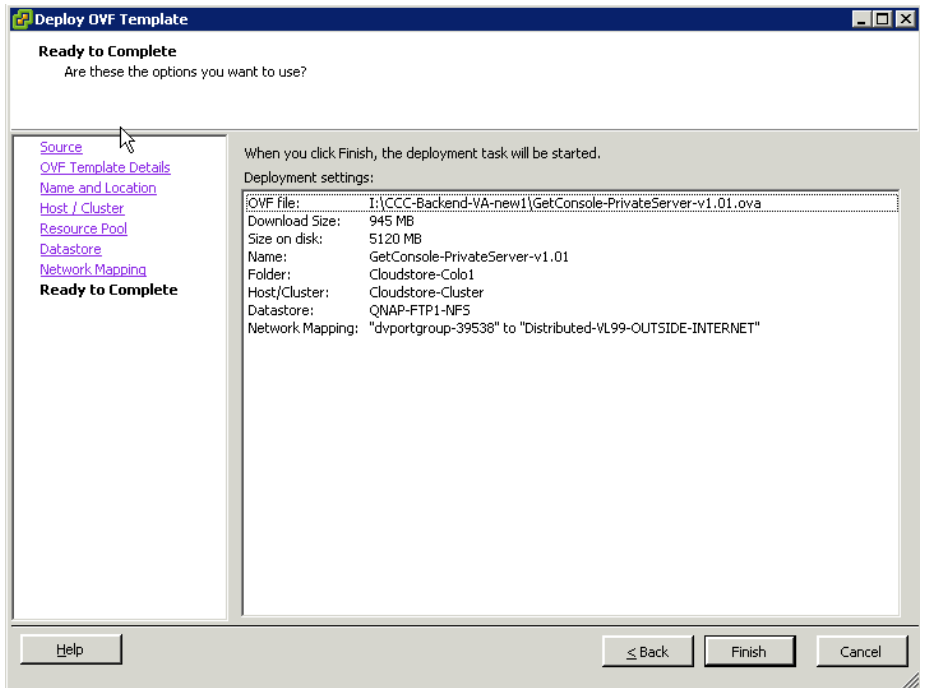 Deploy OVF Template
Ready to Complete
Are these the options you want to use?
Source
OVF Template Details
Name and Location
Host / Cluster
Resource Pool
Datastore
Network Mapping
Ready to Complete
When you click Finish, the deployment task will be started.
Deployment settings:
OVF file: I:\CCC-Backend-VA-new1\GetConsole-PrivateServer-v1.01.ova
Download Size: 945 MB
Size on disk: 5120 MB
Name: GetConsole-PrivateServer-v1.01
Folder: Cloudstore-Colo1
Host/Cluster: Cloudstore-Cluster
Datastore: QNAP-FTP1-NFS
Network Mapping: "dvportgroup-39538" to "Distributed-VL99-OUTSIDE-INTERNET"
Help
< Back
Finish
Cancel